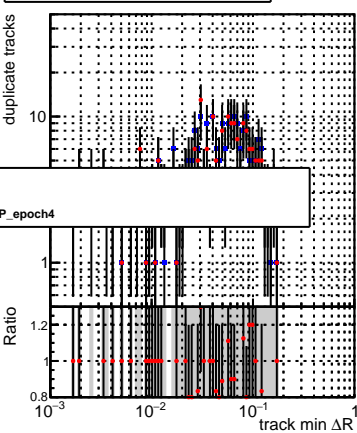 duplicate tracks
10
P_epoch4
1
Ratio
1.2
1
0.8
10⁻³ 10⁻² 10⁻¹ 1
track min ΔR